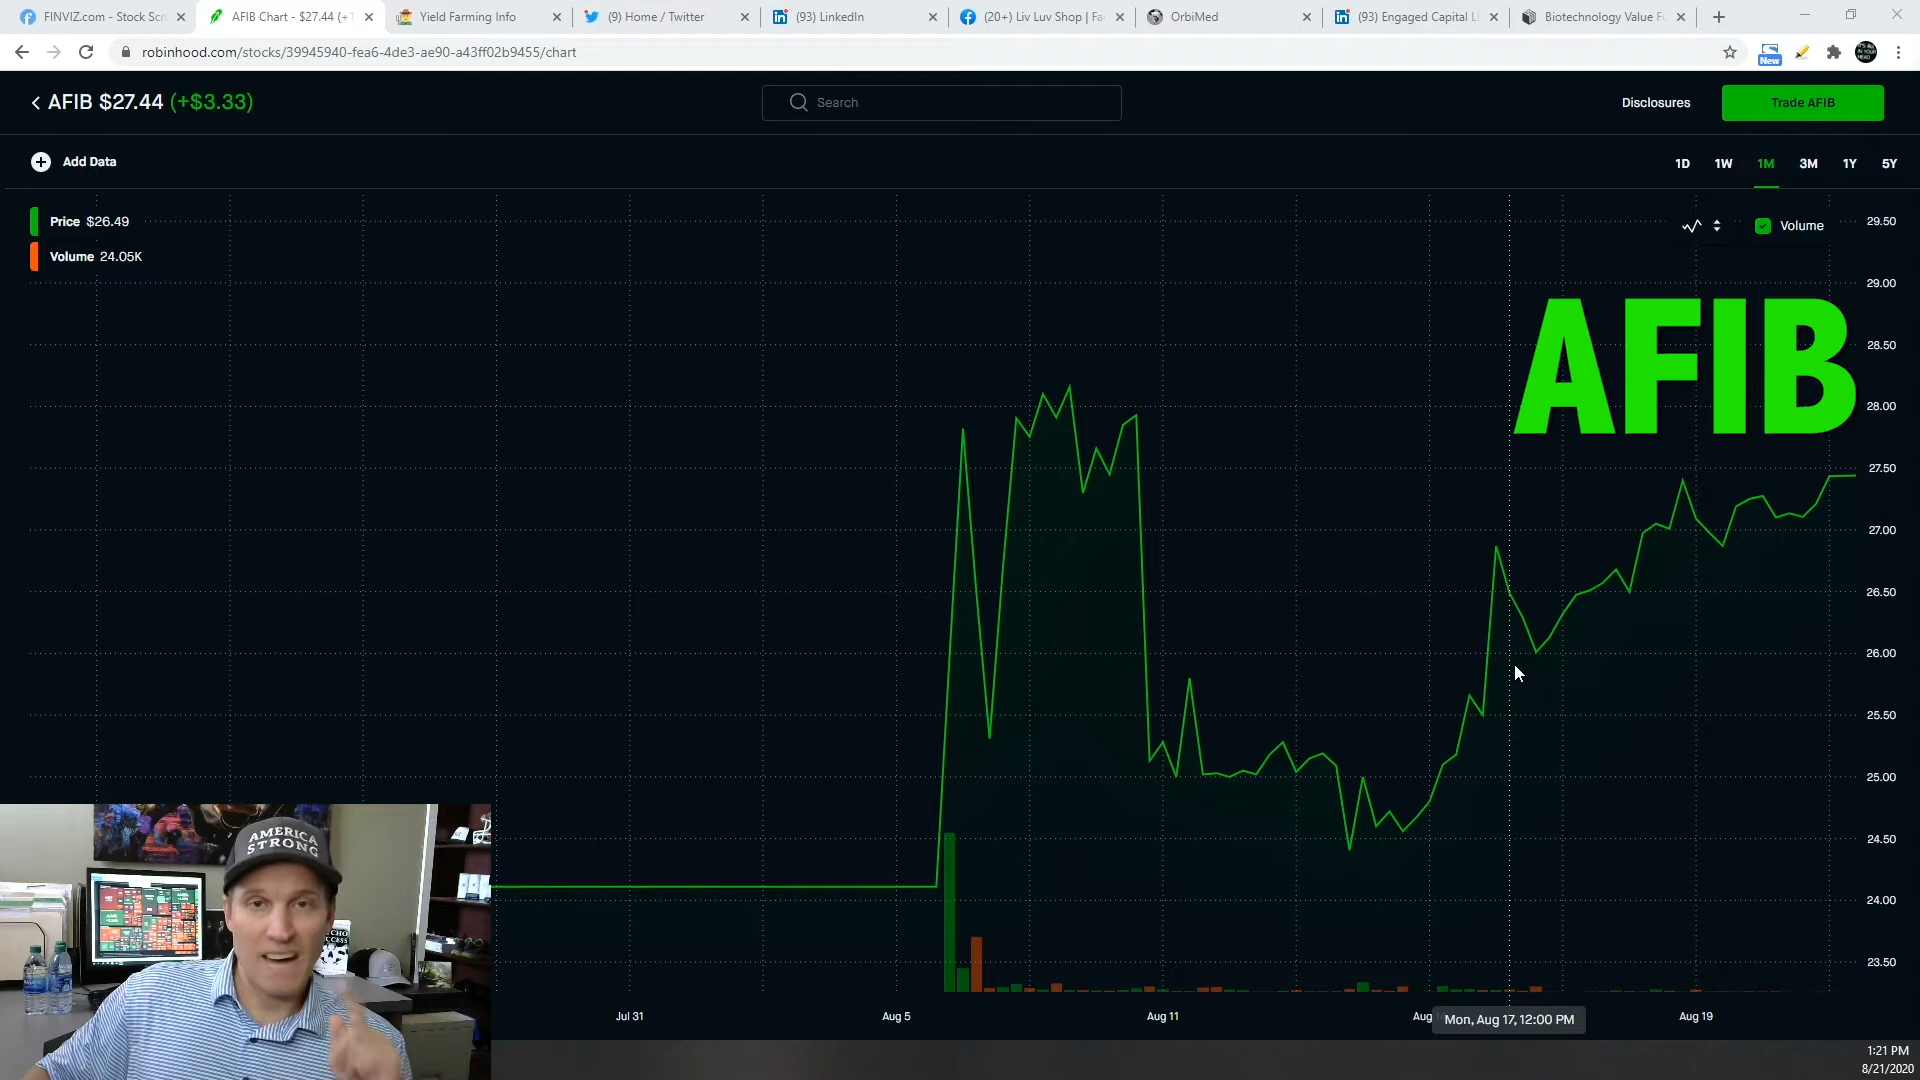 FINVIZ.com - Stock Scr
AFIB Chart - $27.44 (+1
Yield Farming Info
(9) Home / Twitter
(93) LinkedIn
(20+) Liv Luv Shop | Fa
OrbiMed
(93) Engaged Capital L
Biotechnology Value Fu
robinhood.com/stocks/39945940-fea6-4de3-ae90-a43ff02b9455/chart
New
AFIB $27.44 (+$3.33)
Search
Disclosures
Trade AFIB
Add Data
1D 1W 1M 3M 1Y 5Y
Price $26.49
Volume 24.05K
Volume
29.50
29.00
AFIB
28.50
28.00
27.50
27.00
26.50
26.00
25.50
25.00
24.50
24.00
23.50
AMERICA
STRONG
Jul 31
Aug 5
Aug 11
Aug
Mon, Aug 17, 12:00 PM
Aug 19
1:21 PM
8/21/2020